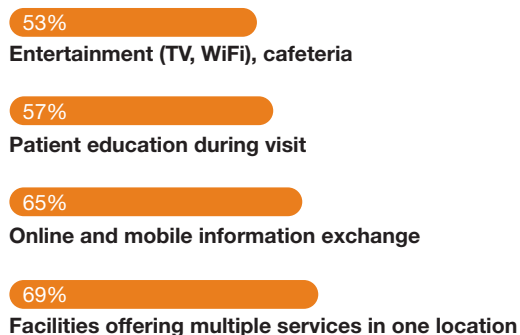 53%
Entertainment (TV, WiFi), cafeteria
57%
Patient education during visit
65%
Online and mobile information exchange
69%
Facilities offering multiple services in one location